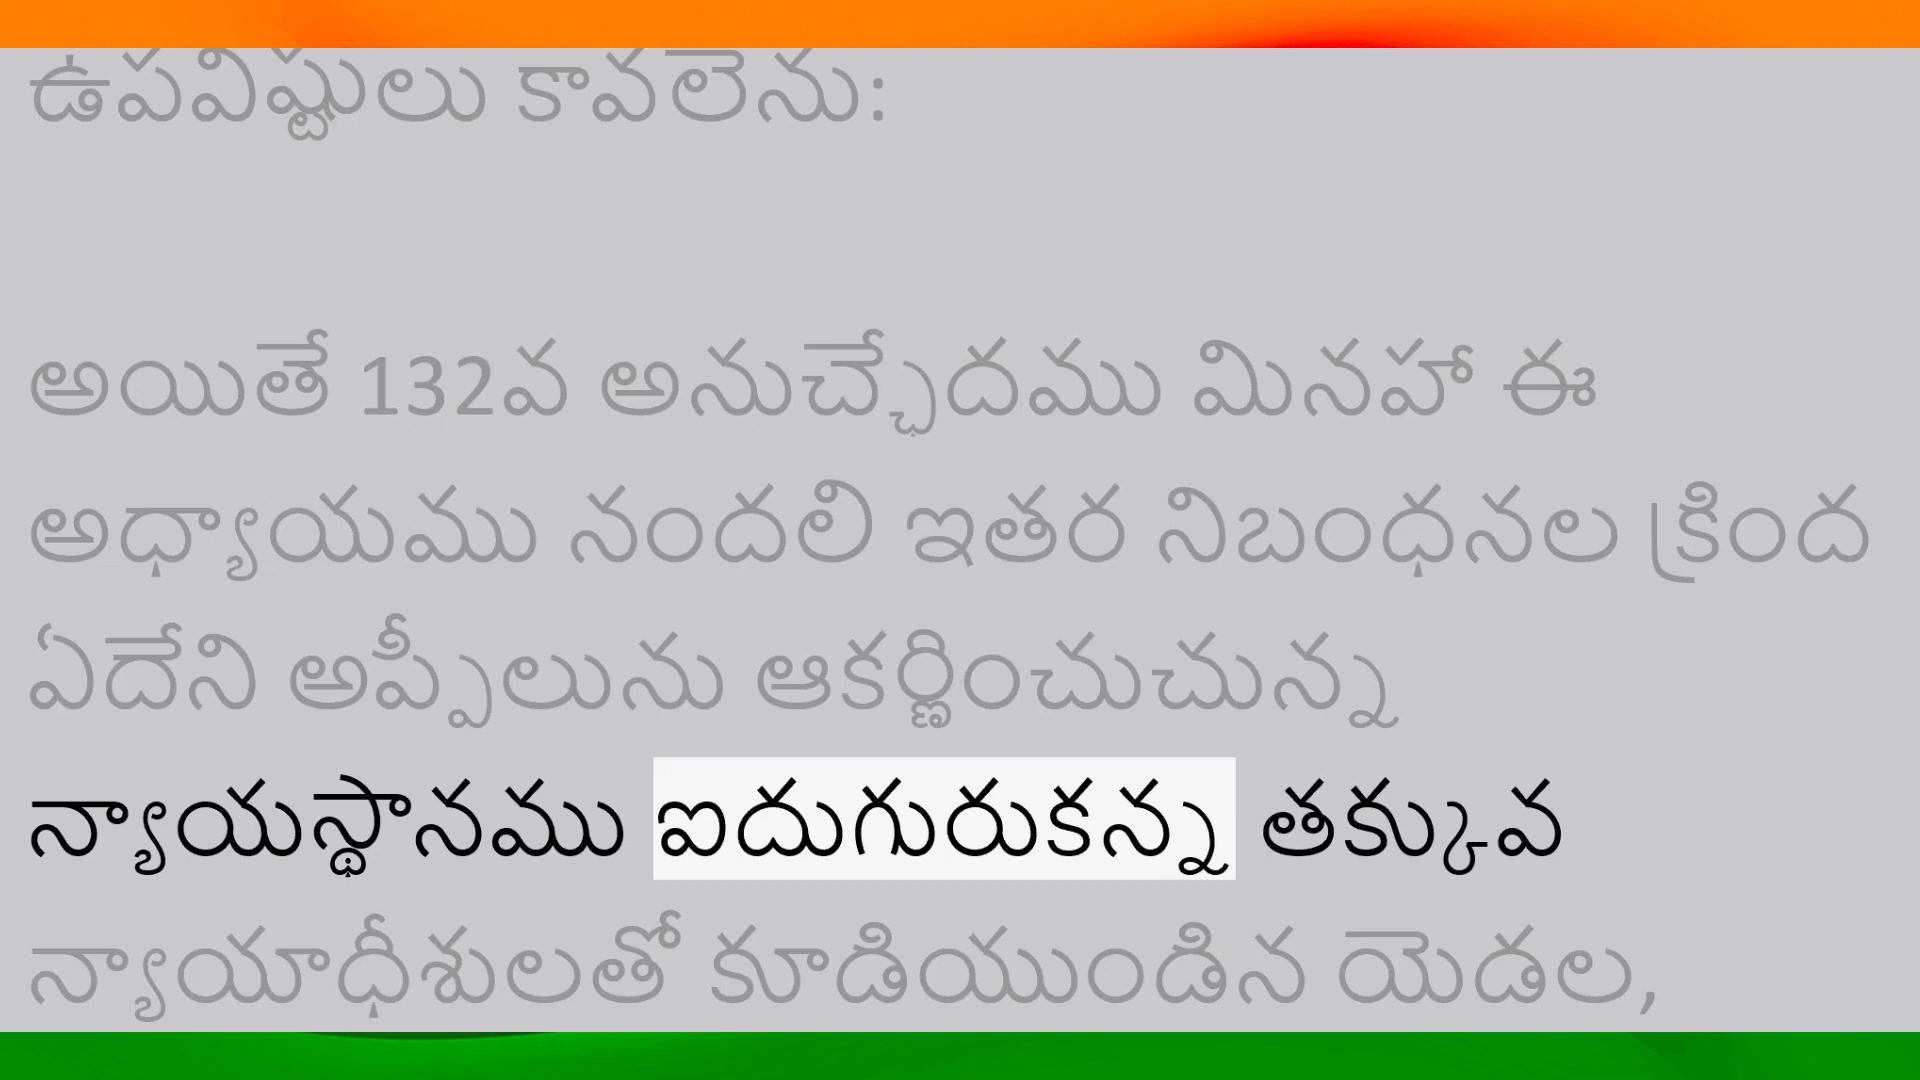 ఉపవిష్టులు కావలెను:
అయితే 132వ అనుచ్ఛేదము మినహా ఈ
అధ్యాయము నందలి ఇతర నిబంధనల క్రింద
ఏదేని అప్పీలును ఆకర్ణించుచున్న
న్యాయస్థానము ఐదుగురుకన్న తక్కువ
న్యాయాధీశులతో కూడియుండిన యెడల,